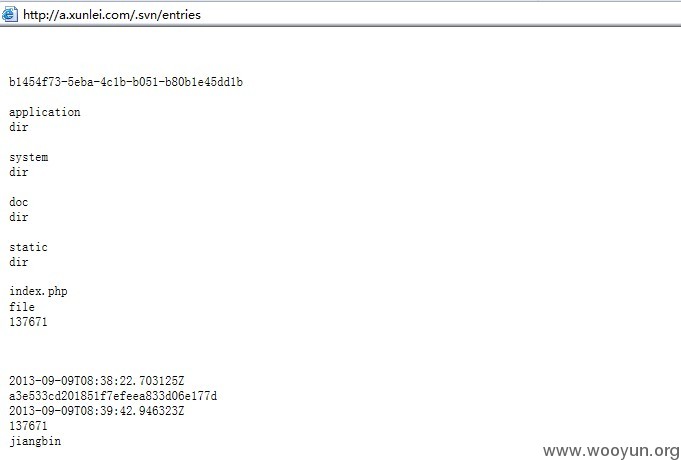 http://a.xunlei.com/.svn/entries
b1454f73-5eba-4c1b-b051-b80b1e45dd1b
application
dir
system
dir
doc
dir
static
dir
index.php
file
137671
2013-09-09T08:38:22.703125Z
a3e533cd201851f7efeea833d06e177d
2013-09-09T08:39:42.946323Z
137671
jiangbin
www.wooyun.org